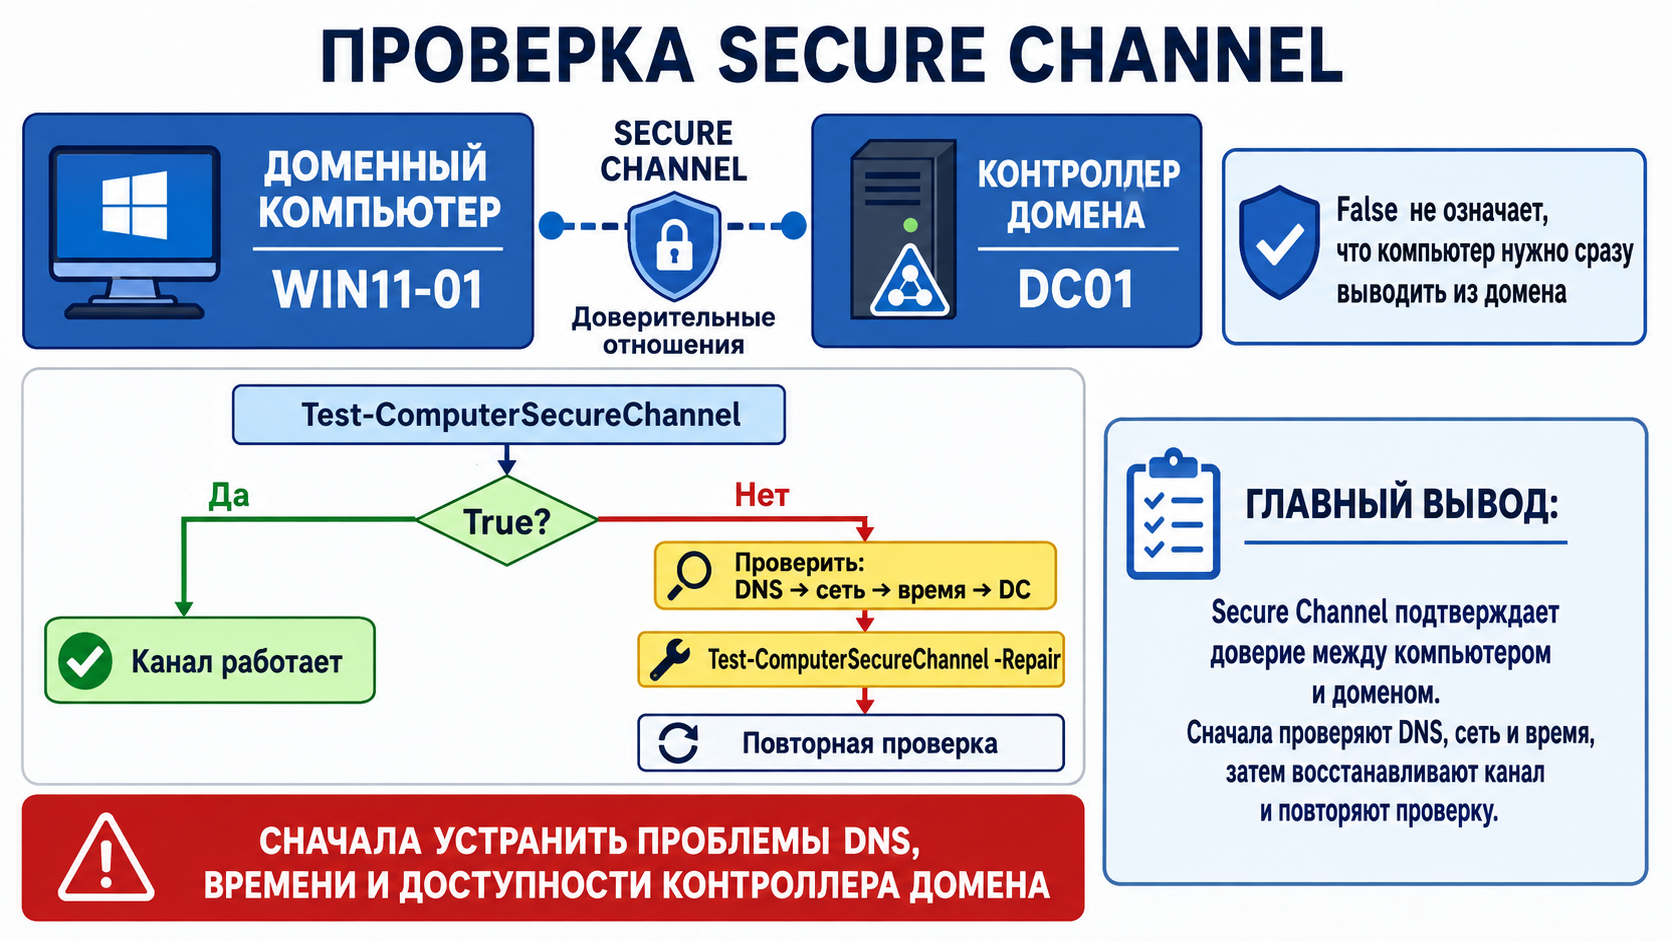 ПРОВЕРКА SECURE CHANNEL
ДОМЕННЫЙ
КОМПЬЮТЕР
WIN11-01
SECURE
CHANNEL
Доверительные
отношения
КОНТРОЛЛЕР
ДОМЕНА
DC01
False не означает,
что компьютер нужно сразу
выводить из домена
Test-ComputerSecureChannel
True?
Да
Нет
Канал работает
Проверить:
DNS → сеть → время → DC
Test-ComputerSecureChannel -Repair
Повторная проверка
ГЛАВНЫЙ ВЫВОД:
Secure Channel подтверждает
доверие между компьютером
и доменом.
Сначала проверяют DNS, сеть и время,
затем восстанавливают канал
и повторяют проверку.
СНАЧАЛА УСТРАНИТЬ ПРОБЛЕМЫ DNS,
ВРЕМЕНИ И ДОСТУПНОСТИ КОНТРОЛЛЕРА ДОМЕНА